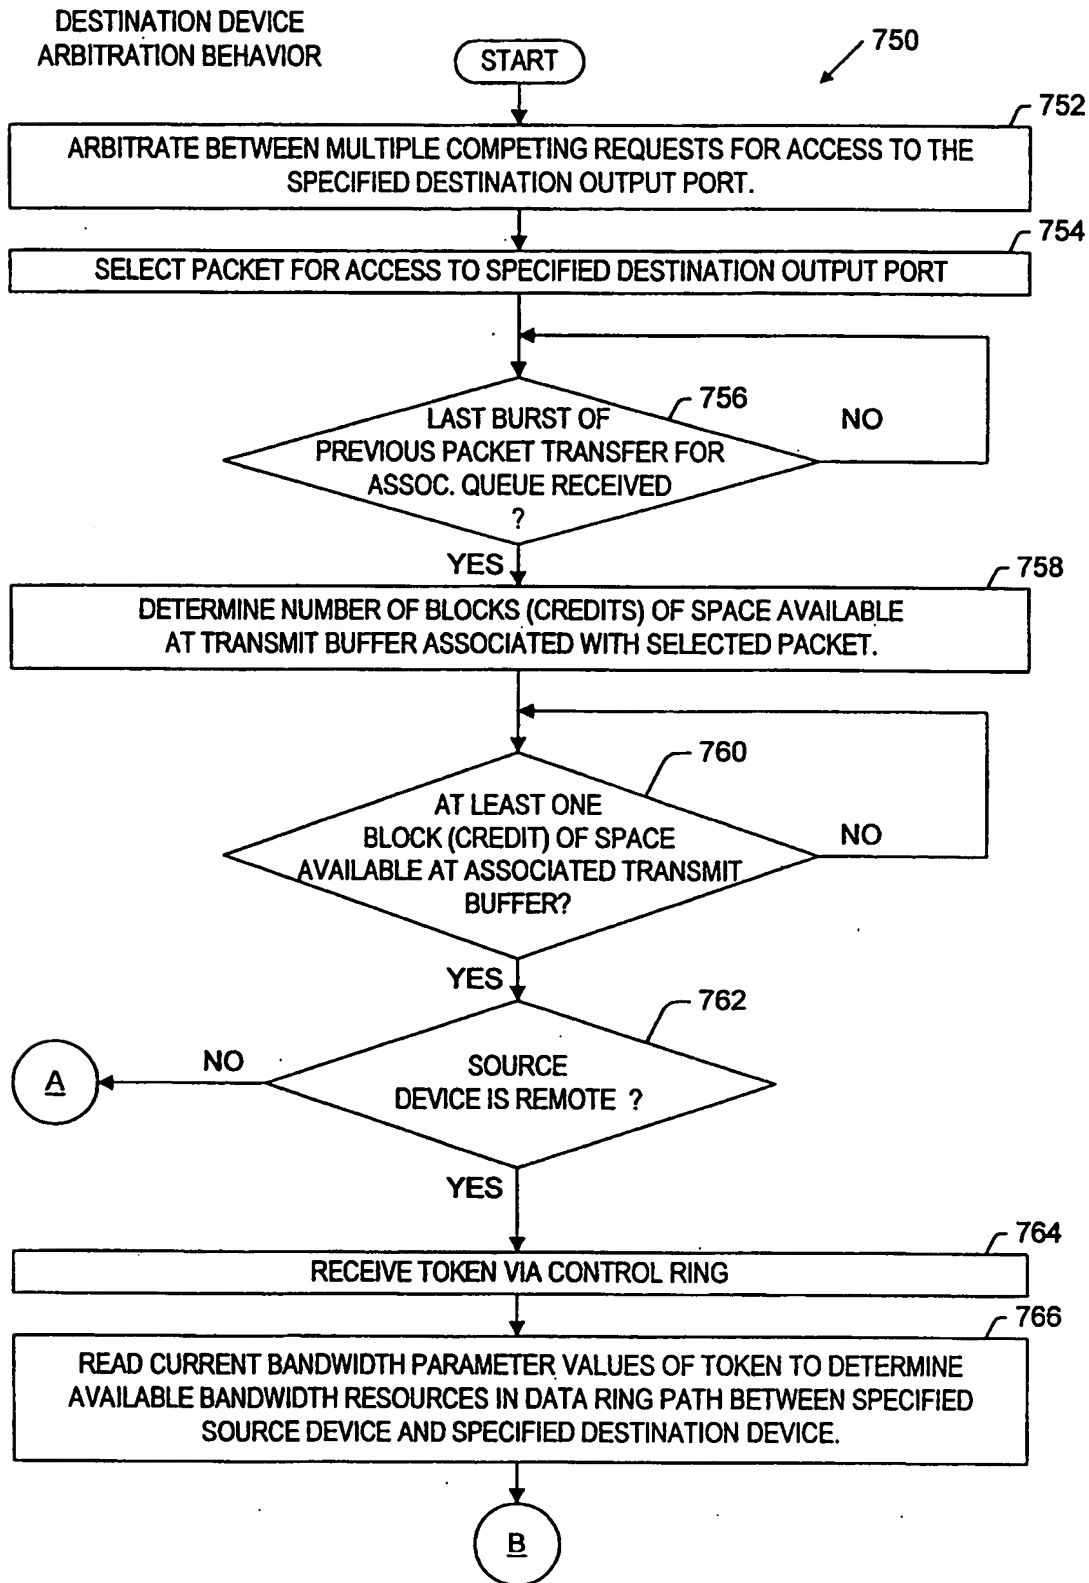 DESTINATION DEVICE
ARBITRATION BEHAVIOR
START
750
752
ARBITRATE BETWEEN MULTIPLE COMPETING REQUESTS FOR ACCESS TO THE
SPECIFIED DESTINATION OUTPUT PORT.
754
SELECT PACKET FOR ACCESS TO SPECIFIED DESTINATION OUTPUT PORT
756
LAST BURST OF
PREVIOUS PACKET TRANSFER FOR
ASSOC. QUEUE RECEIVED
?
NO
YES
758
DETERMINE NUMBER OF BLOCKS (CREDITS) OF SPACE AVAILABLE
AT TRANSMIT BUFFER ASSOCIATED WITH SELECTED PACKET.
760
AT LEAST ONE
BLOCK (CREDIT) OF SPACE
AVAILABLE AT ASSOCIATED TRANSMIT
BUFFER?
NO
YES
762
SOURCE
DEVICE IS REMOTE ?
NO
A
YES
764
RECEIVE TOKEN VIA CONTROL RING
766
READ CURRENT BANDWIDTH PARAMETER VALUES OF TOKEN TO DETERMINE
AVAILABLE BANDWIDTH RESOURCES IN DATA RING PATH BETWEEN SPECIFIED
SOURCE DEVICE AND SPECIFIED DESTINATION DEVICE.
B